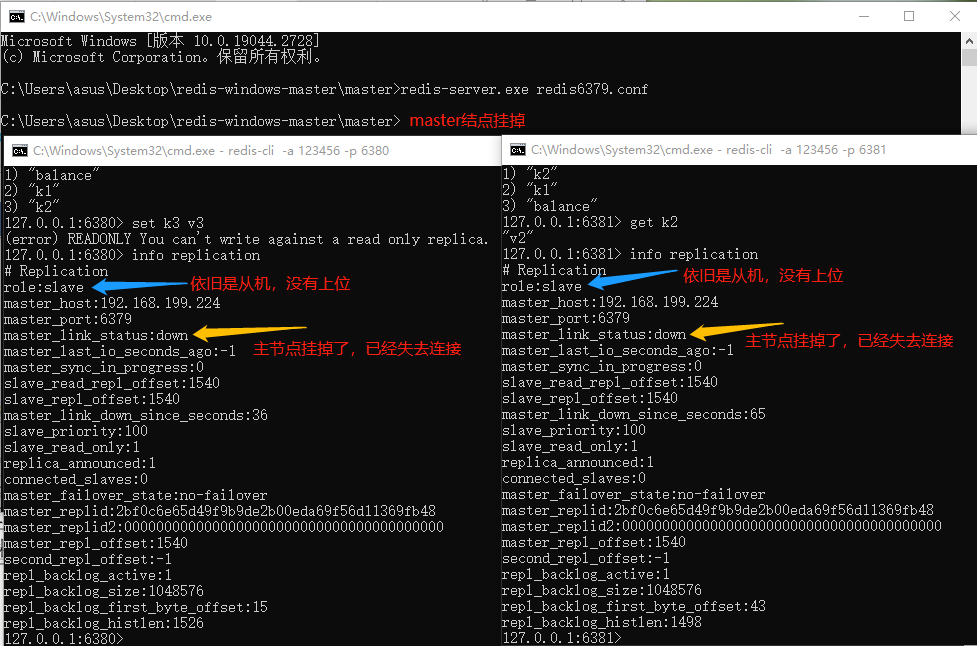 C:\Windows\System32\cmd.exe
Microsoft Windows [版本 10.0.19044.2728]
(c) Microsoft Corporation。保留所有权利。
C:\Users\asus\Desktop\redis-windows-master\master>redis-server.exe redis6379.conf
C:\Users\asus\Desktop\redis-windows-master\master> master结点挂掉
C:\Windows\System32\cmd.exe - redis-cli -a 123456 -p 6380
1) "balance"
2) "k1"
3) "k2"
127.0.0.1:6380> set k3 v3
(error) READONLY You can't write against a read only replica.
127.0.0.1:6380> info replication
# Replication
role:slave 依旧是从机，没有上位
master_host:192.168.199.224
master_port:6379
master_link_status:down
master_last_io_seconds_ago:-1 主节点挂掉了，已经失去连接
master_sync_in_progress:0
slave_read_repl_offset:1540
slave_repl_offset:1540
master_link_down_since_seconds:36
slave_priority:100
slave_read_only:1
replica_announced:1
connected_slaves:0
master_failover_state:no-failover
master_replid:2bf0c6e65d49f9b9de2b00eda69f56d11369fb48
master_replid2:0000000000000000000000000000000000000000
master_repl_offset:1540
second_repl_offset:-1
repl_backlog_active:1
repl_backlog_size:1048576
repl_backlog_first_byte_offset:15
repl_backlog_histlen:1526
127.0.0.1:6380>
C:\Windows\System32\cmd.exe - redis-cli -a 123456 -p 6381
1) "k2"
2) "k1"
3) "balance"
127.0.0.1:6381> get k2
"v2"
127.0.0.1:6381> info replication
# Replication
role:slave 依旧是从机，没有上位
master_host:192.168.199.224
master_port:6379
master_link_status:down 主节点挂掉了，已经失去连接
master_last_io_seconds_ago:-1
master_sync_in_progress:0
slave_read_repl_offset:1540
slave_repl_offset:1540
master_link_down_since_seconds:65
slave_priority:100
slave_read_only:1
replica_announced:1
connected_slaves:0
master_failover_state:no-failover
master_replid:2bf0c6e65d49f9b9de2b00eda69f56d11369fb48
master_replid2:0000000000000000000000000000000000000000
master_repl_offset:1540
second_repl_offset:-1
repl_backlog_active:1
repl_backlog_size:1048576
repl_backlog_first_byte_offset:43
repl_backlog_histlen:1498
127.0.0.1:6381>